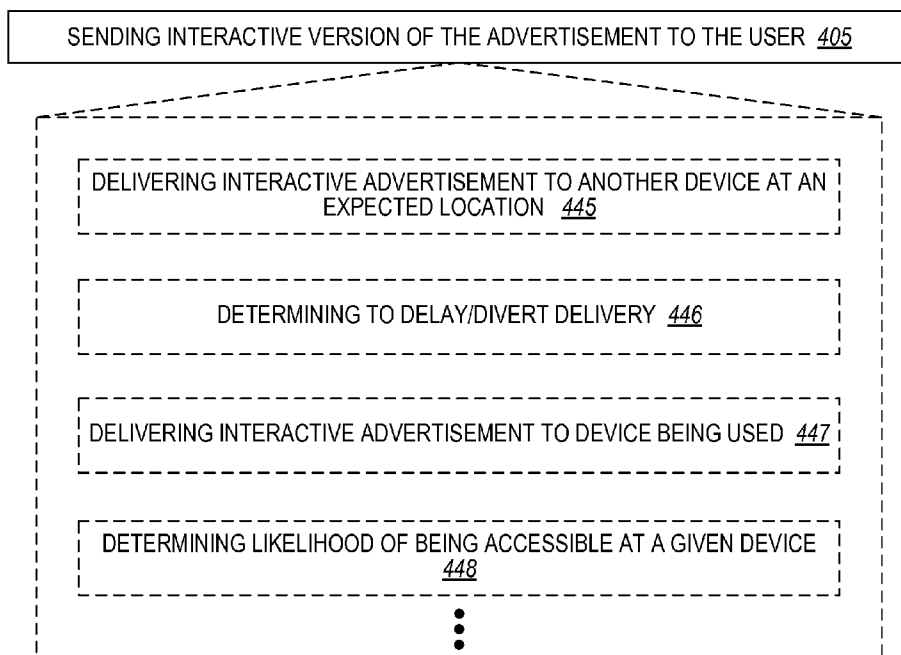 SENDING INTERACTIVE VERSION OF THE ADVERTISEMENT TO THE USER 405
DELIVERING INTERACTIVE ADVERTISEMENT TO ANOTHER DEVICE AT AN
EXPECTED LOCATION 445
DETERMINING TO DELAY/DIVERT DELIVERY 446
DELIVERING INTERACTIVE ADVERTISEMENT TO DEVICE BEING USED 447
DETERMINING LIKELIHOOD OF BEING ACCESSIBLE AT A GIVEN DEVICE
448